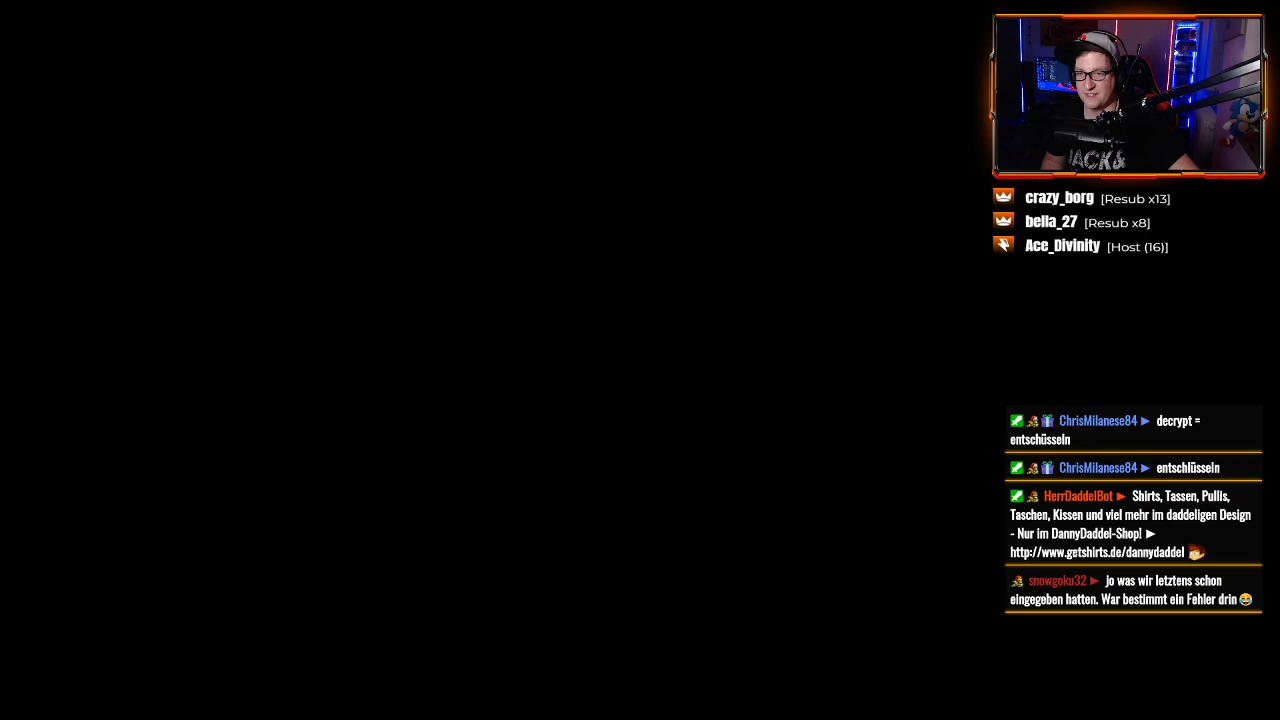 JACK&
crazy_borg [Resub x13]
bella_27 [Resub x8]
Ace_Divinity [Host (16)]
ChrisMilanese84 ► decrypt =
entschüsseln
ChrisMilanese84 ► entschlüsseln
HerrDaddelBot ► Shirts, Tassen, Pullis,
Taschen, Kissen und viel mehr im daddeligen Design
- Nur im DannyDaddel-Shop! ►
http://www.getshirts.de/dannydaddel
snowgoku32 ► jo was wir letztens schon
eingegeben hatten. War bestimmt ein Fehler drin 😂